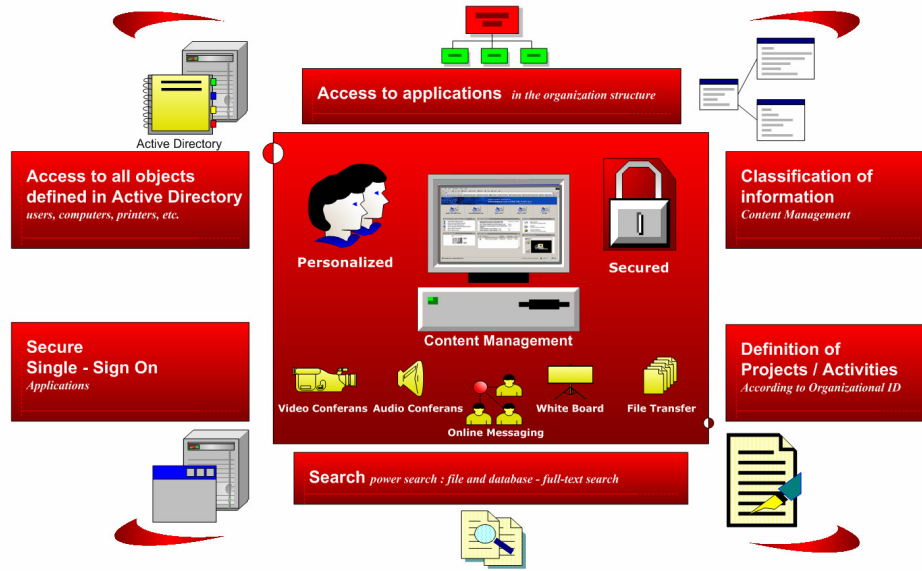 Access to applications in the organization structure
Active Directory
Access to all objects
defined in Active Directory
users, computers, printers, etc.
Classification of
information
Content Management
Personalized
Secured
Content Management
Secure
Single - Sign On
Applications
Definition of
Projects / Activities
According to Organizational ID
Video Conferans
Audio Conferans
Online Messaging
White Board
File Transfer
Search power search : file and database - full-text search